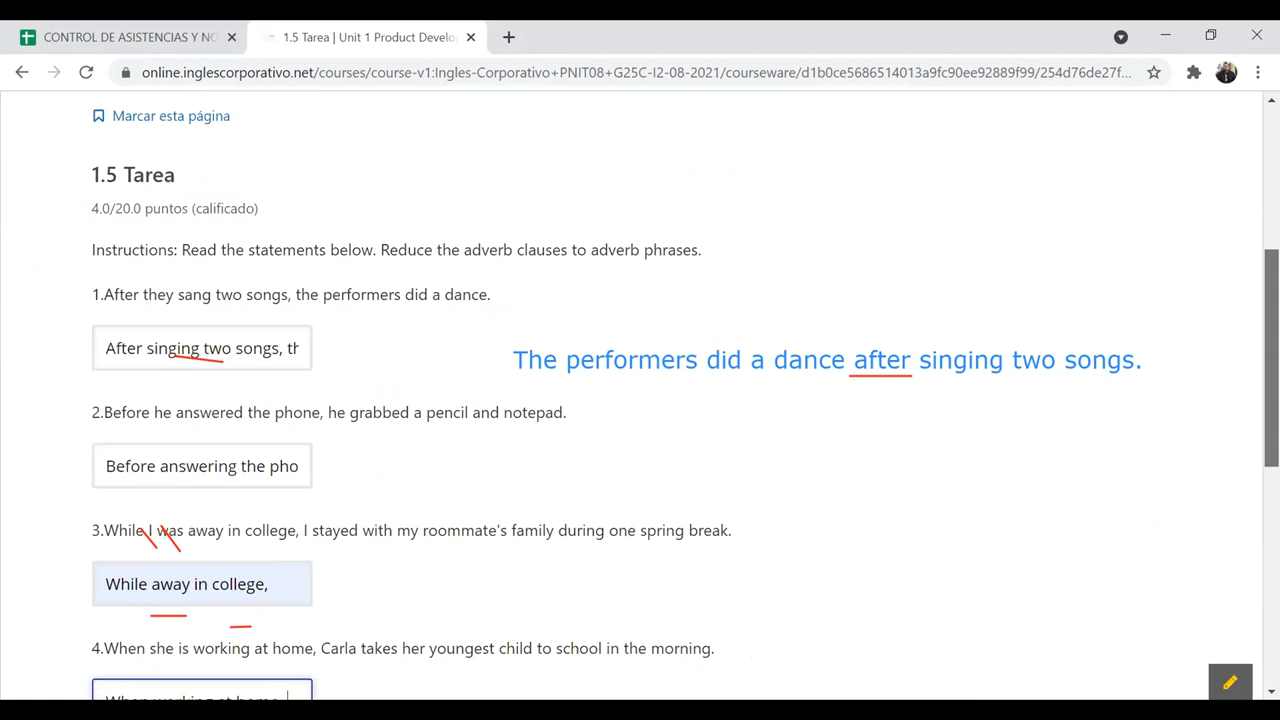 CONTROL DE ASISTENCIAS Y NO
1.5 Tarea | Unit 1 Product Develo
online.inglescorporativo.net/courses/course-v1:Ingles-Corporativo+PNIT08+G25C-I2-08-2021/courseware/d1b0ce5686514013a9fc90ee92889f99/254d76de27f...
Marcar esta página
1.5 Tarea
4.0/20.0 puntos (calificado)
Instructions: Read the statements below. Reduce the adverb clauses to adverb phrases.
1.After they sang two songs, the performers did a dance.
After singing two songs, th
The performers did a dance after singing two songs.
2.Before he answered the phone, he grabbed a pencil and notepad.
Before answering the pho
3.While I was away in college, I stayed with my roommate's family during one spring break.
While away in college,
4.When she is working at home, Carla takes her youngest child to school in the morning.
When working at home,